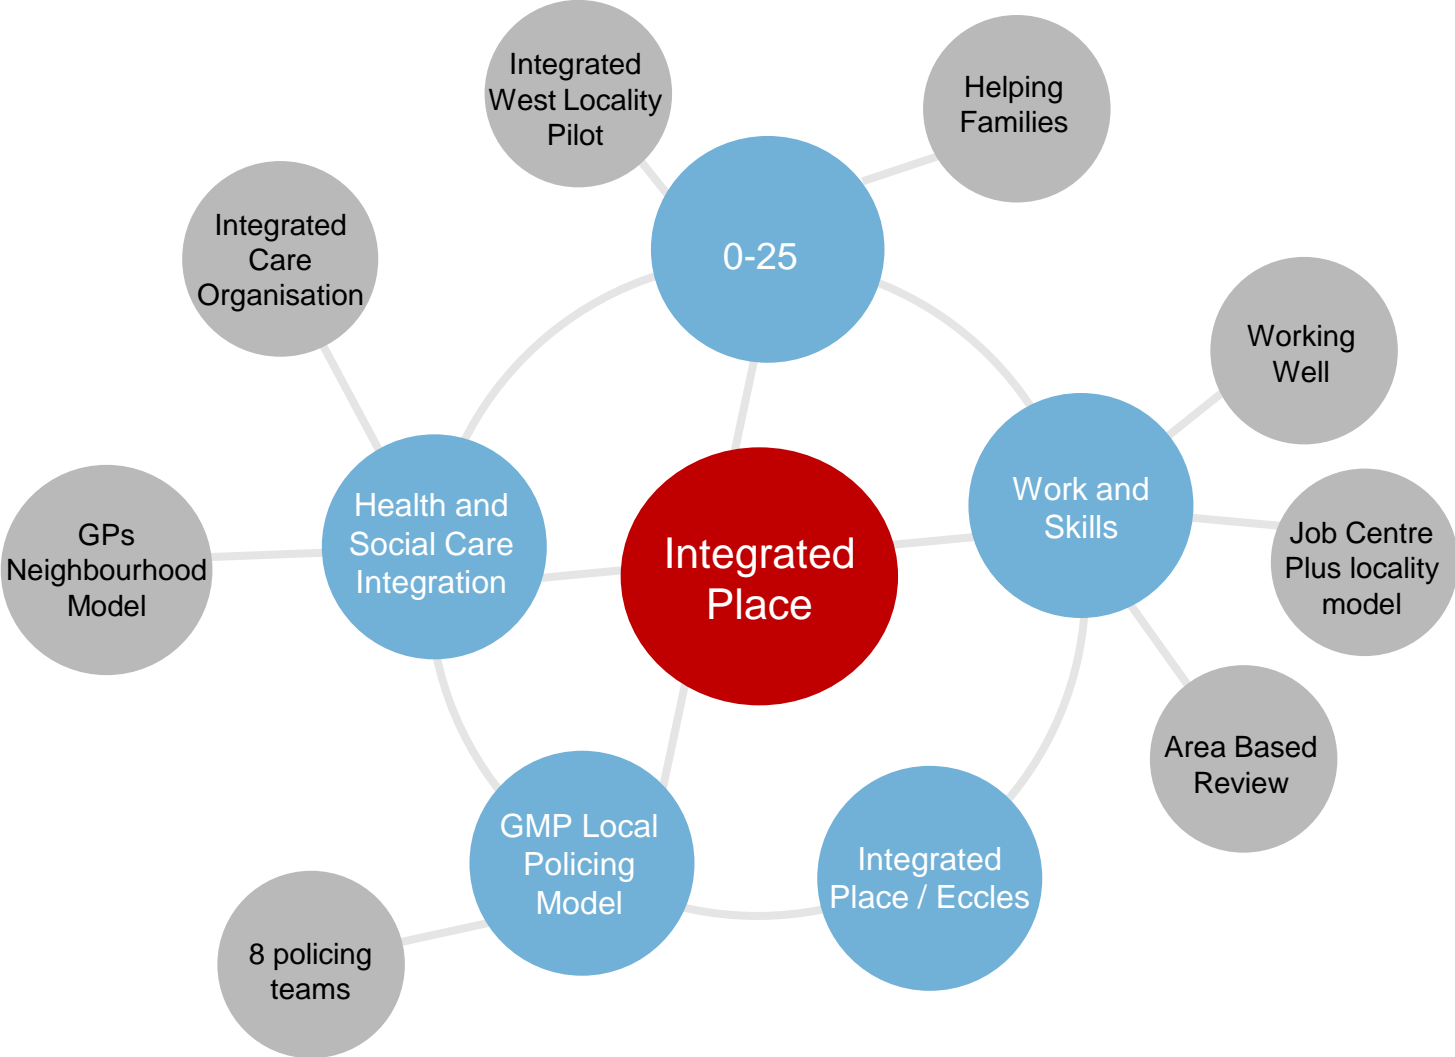 Integrated
West Locality
Pilot
Helping
Families
Integrated
Care
Organisation
0-25
Working
Well
Health and
Social Care
Integration
Work and
Skills
GPs
Neighbourhood
Model
Integrated
Place
Job Centre
Plus locality
model
Area Based
Review
GMP Local
Policing
Model
Integrated
Place / Eccles
8 policing
teams